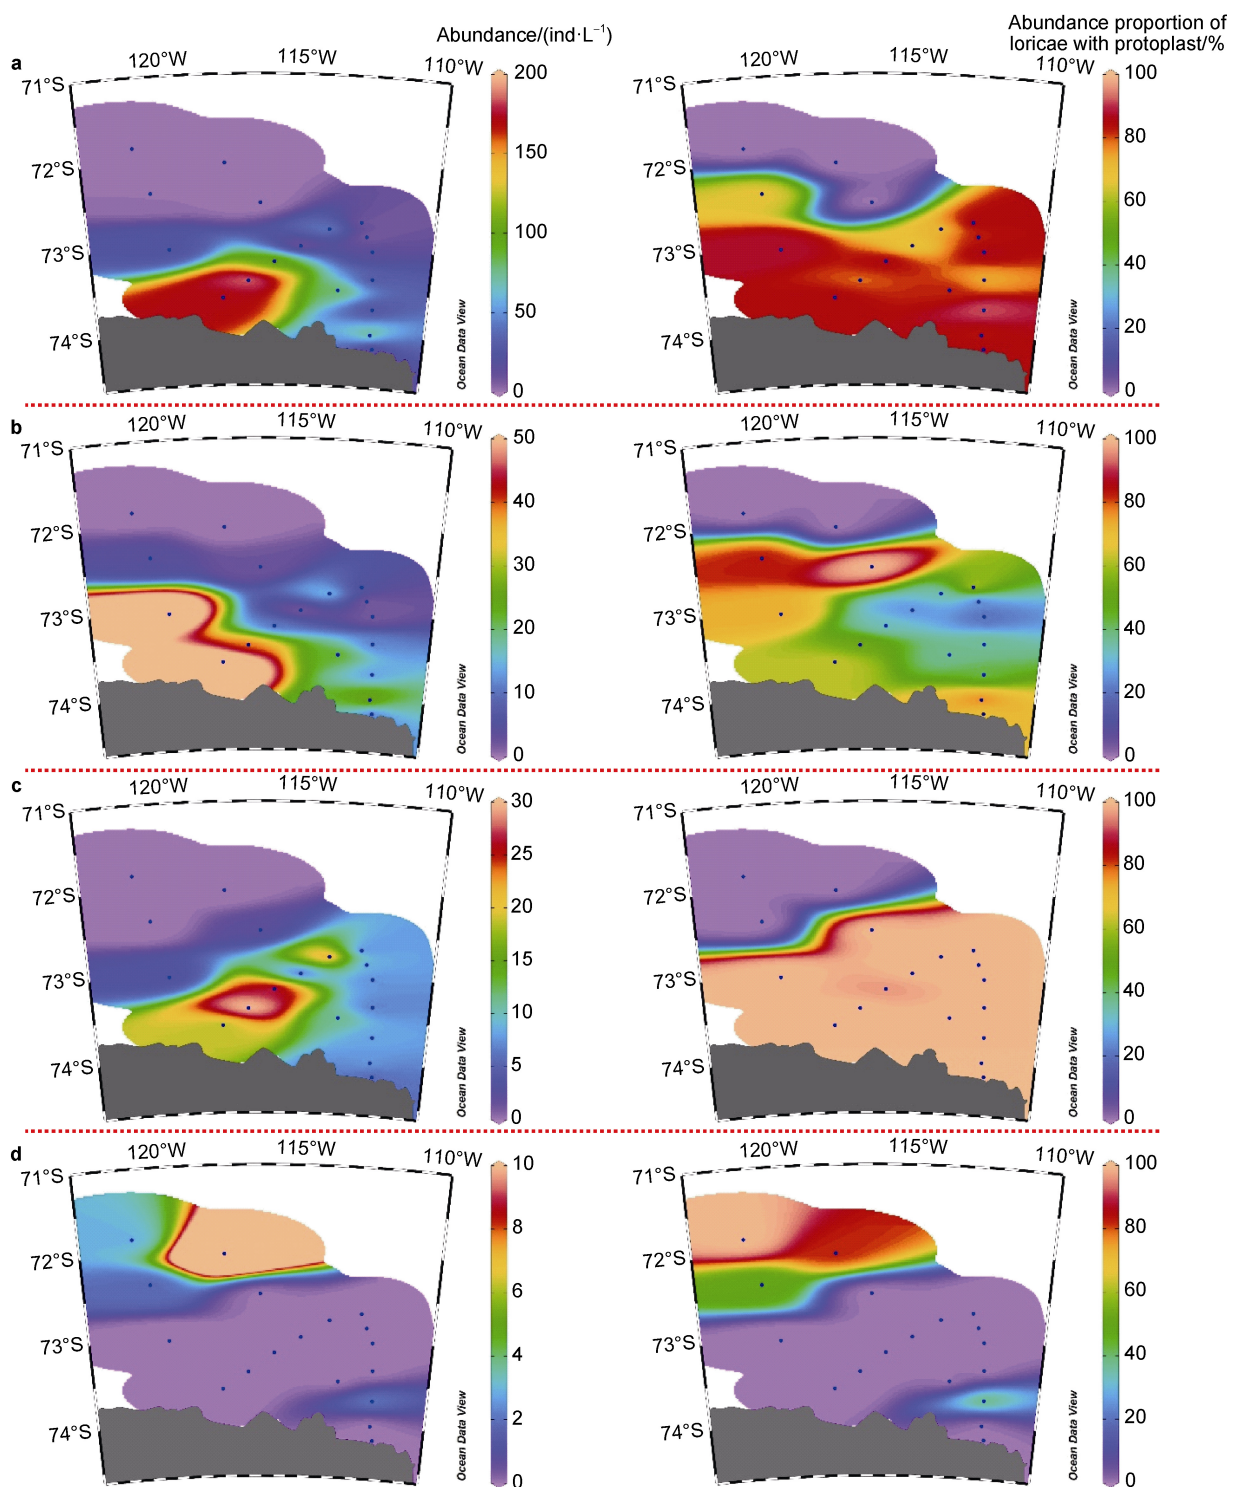 Abundance/(ind·L⁻¹)
Abundance proportion of
loricae with protoplast/%
a
120°W 115°W 110°W
71°S
72°S
73°S
74°S
200
150
100
50
0
Ocean Data View
120°W 115°W 110°W
71°S
72°S
73°S
74°S
100
80
60
40
20
0
Ocean Data View
b
120°W 115°W 110°W
71°S
72°S
73°S
74°S
50
40
30
20
10
0
Ocean Data View
120°W 115°W 110°W
71°S
72°S
73°S
74°S
100
80
60
40
20
0
Ocean Data View
c
120°W 115°W 110°W
71°S
72°S
73°S
74°S
30
25
20
15
10
5
0
Ocean Data View
120°W 115°W 110°W
71°S
72°S
73°S
74°S
100
80
60
40
20
0
Ocean Data View
d
120°W 115°W 110°W
71°S
72°S
73°S
74°S
10
8
6
4
2
0
Ocean Data View
120°W 115°W 110°W
71°S
72°S
73°S
74°S
100
80
60
40
20
0
Ocean Data View